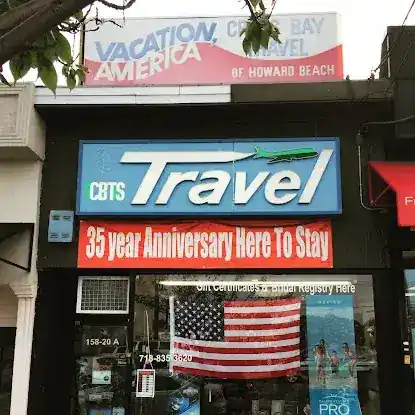 VACATION
AMERICA
BAY
TRAVEL
OF HOWARD BEACH
CBTS Travel
35 year Anniversary Here To Stay
Gift Certificates & Bridal Registry Here
158-20 A
718-835-3620
PRO